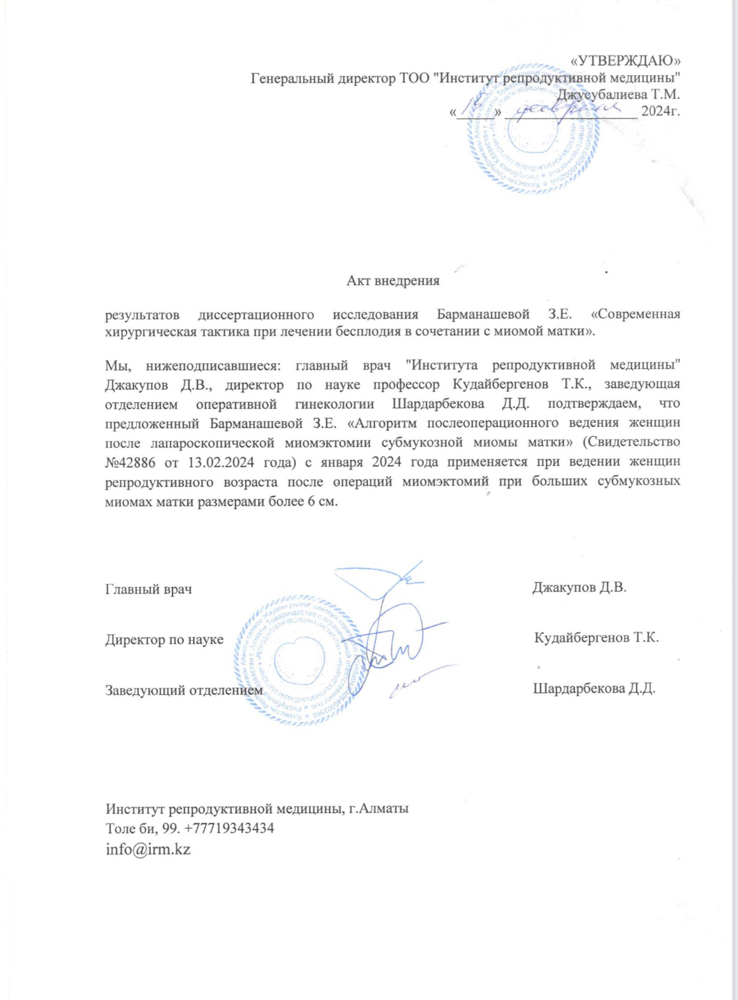 «УТВЕРЖДАЮ»
Генеральный директор ТОО "Институт репродуктивной медицины"
Джусубалиева Т.М.
«____» февраля 2024г.
Акт внедрения
результатов диссертационного исследования Барманашевой З.Е. «Современная
хирургическая тактика при лечении бесплодия в сочетании с миомой матки».
Мы, нижеподписавшиеся: главный врач "Института репродуктивной медицины"
Джакупов Д.В., директор по науке профессор Кудайбергенов Т.К., заведующая
отделением оперативной гинекологии Шардарбекова Д.Д. подтверждаем, что
предложенный Барманашевой З.Е. «Алгоритм послеоперационного ведения женщин
после лапароскопической миомэктомии субмукозной миомы матки» (Свидетельство
№42886 от 13.02.2024 года) с января 2024 года применяется при ведении женщин
репродуктивного возраста после операций миомэктомий при больших субмукозных
миомах матки размерами более 6 см.
Главный врач Джакупов Д.В.
Директор по науке Кудайбергенов Т.К.
Заведующий отделением Шардарбекова Д.Д.
Институт репродуктивной медицины, г.Алматы
Толе би, 99. +77719343434
info@irm.kz